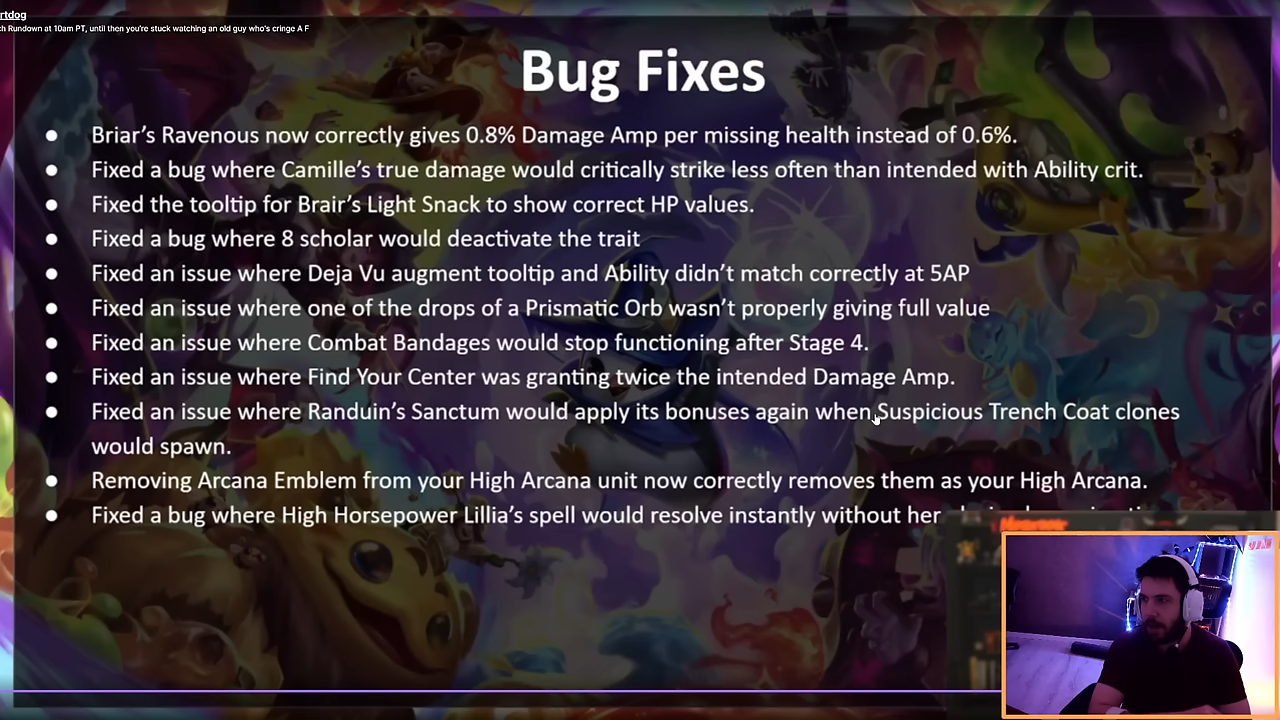 rtdog
ch Rundown at 10am PT, until then you're stuck watching an old guy who's cringe A F
Bug Fixes
● Briar's Ravenous now correctly gives 0.8% Damage Amp per missing health instead of 0.6%.
● Fixed a bug where Camille's true damage would critically strike less often than intended with Ability crit.
● Fixed the tooltip for Brair's Light Snack to show correct HP values.
● Fixed a bug where 8 scholar would deactivate the trait
● Fixed an issue where Deja Vu augment tooltip and Ability didn't match correctly at 5AP
● Fixed an issue where one of the drops of a Prismatic Orb wasn't properly giving full value
● Fixed an issue where Combat Bandages would stop functioning after Stage 4.
● Fixed an issue where Find Your Center was granting twice the intended Damage Amp.
● Fixed an issue where Randuin's Sanctum would apply its bonuses again when Suspicious Trench Coat clones
would spawn.
● Removing Arcana Emblem from your High Arcana unit now correctly removes them as your High Arcana.
● Fixed a bug where High Horsepower Lillia's spell would resolve instantly without her